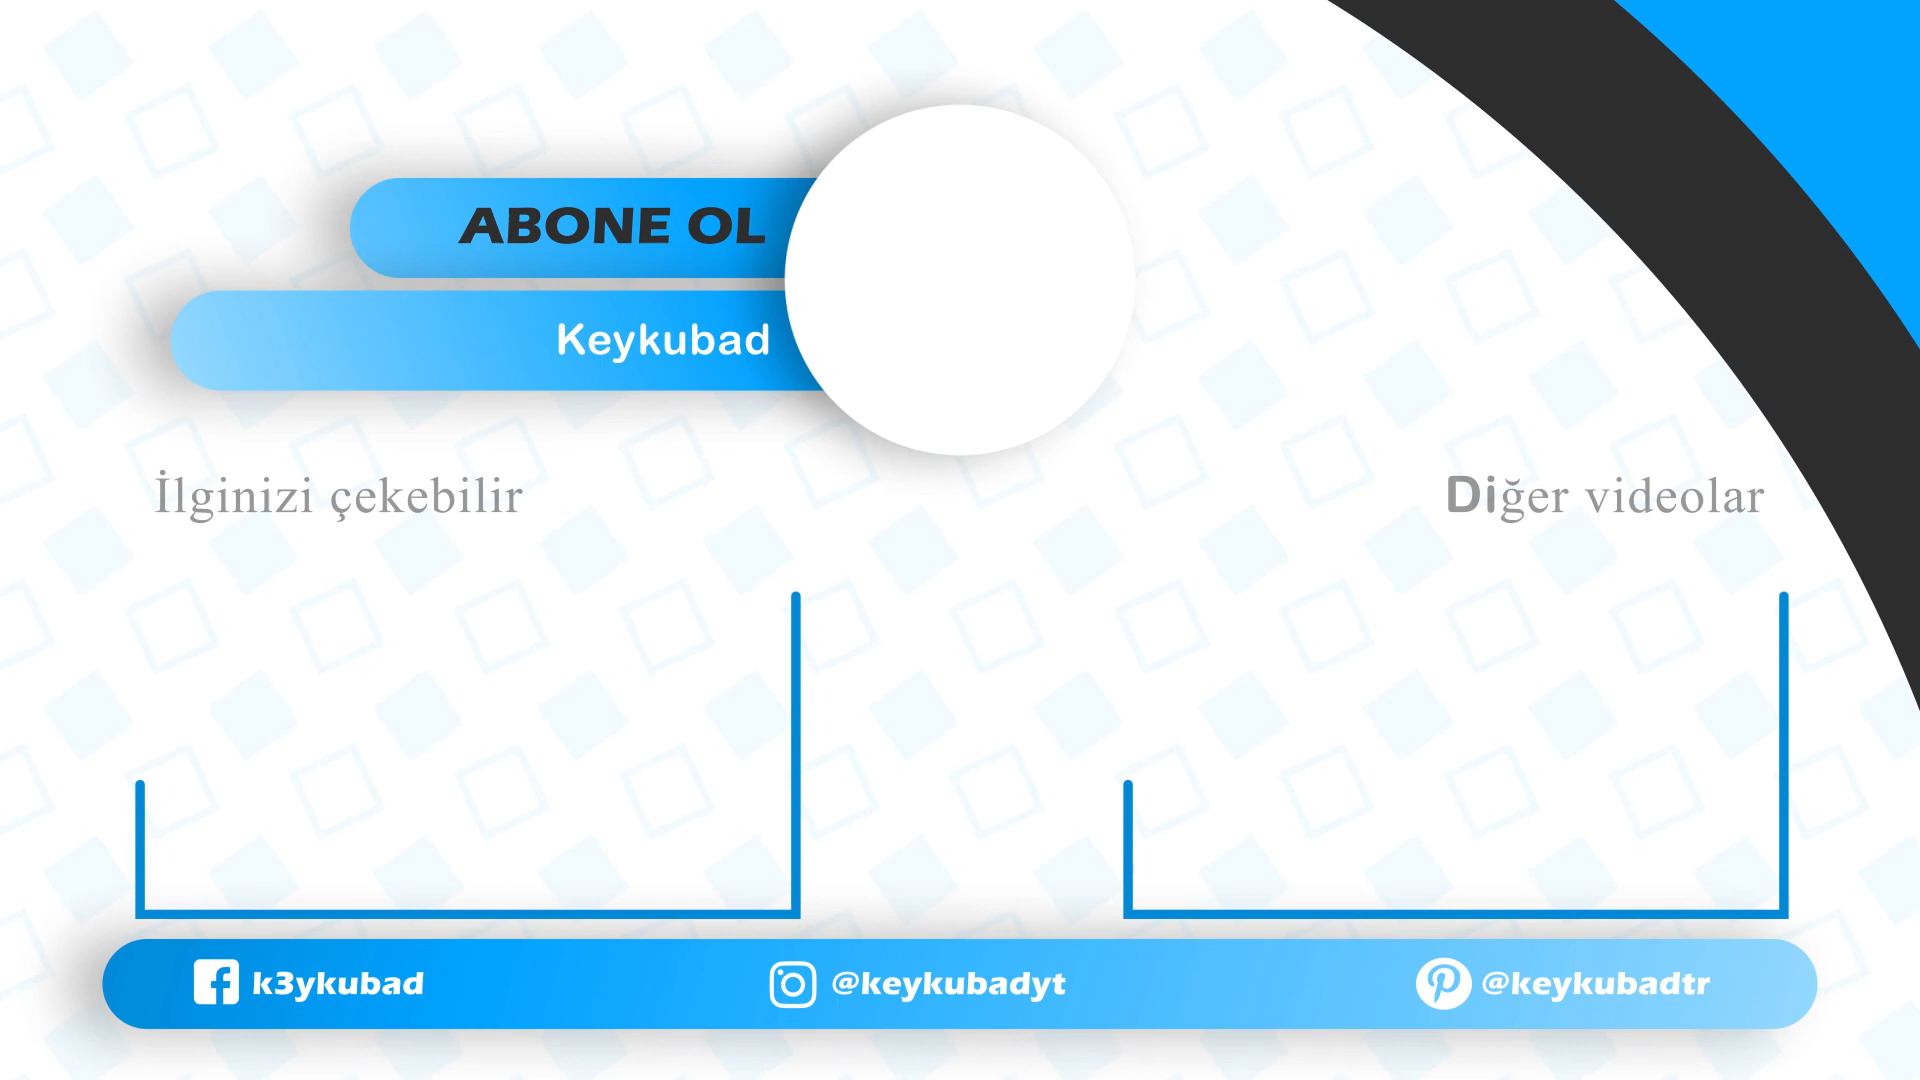 ABONE OL
Keykubad
İlginizi çekebilir
Diğer videolar
k3ykubad
@keykubadyt
@keykubadtr